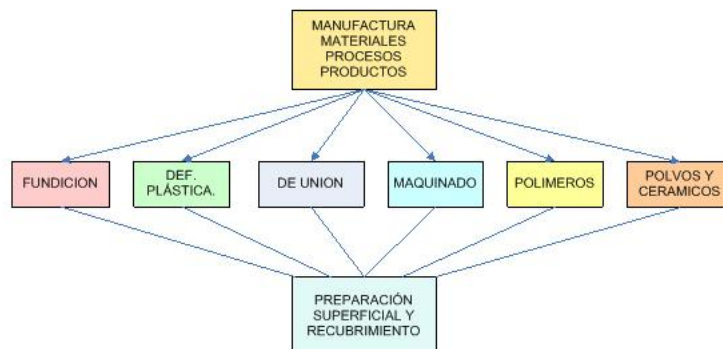 MANUFACTURA
MATERIALES
PROCESOS
PRODUCTOS
FUNDICION
DEF.
PLÁSTICA.
DE UNION
MAQUINADO
POLIMEROS
POLVOS Y
CERAMICOS
PREPARACIÓN
SUPERFICIAL Y
RECUBRIMIENTO